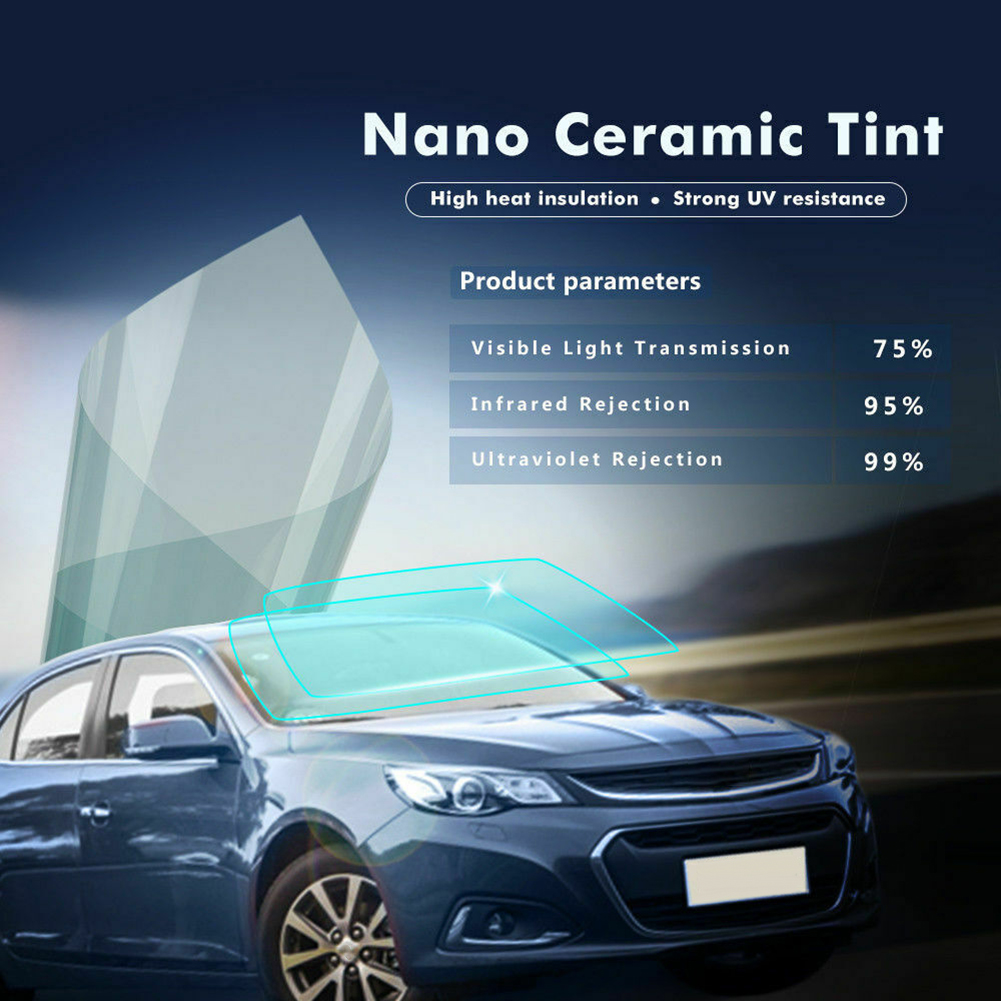 Nano Ceramic Tint
High heat insulation • Strong UV resistance
Product parameters
Visible Light Transmission 75%
Infrared Rejection 95%
Ultraviolet Rejection 99%